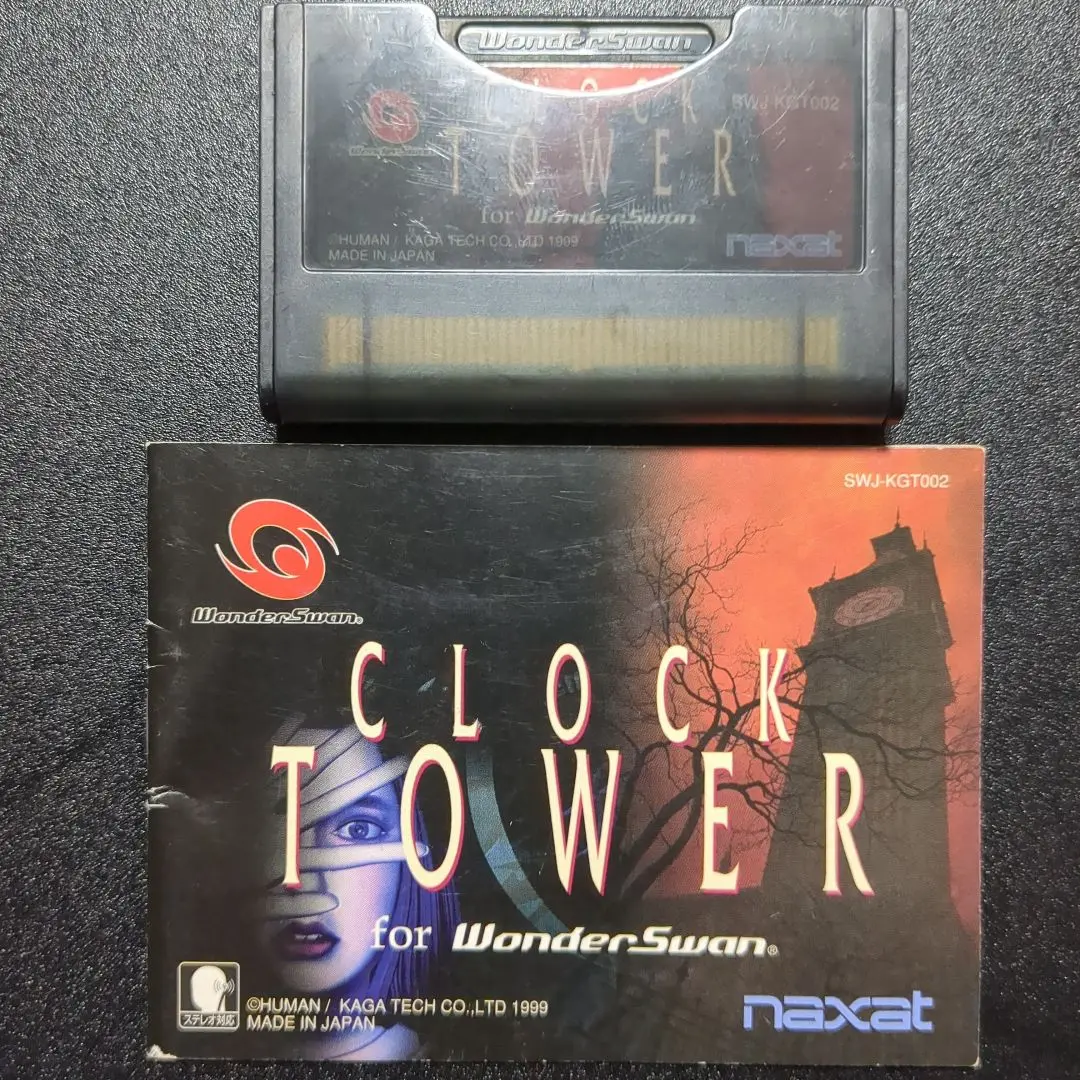 WonderSwan
CLOCK
SWJ-KGT002
WonderSwan
TOWER
for WonderSwan
©HUMAN / KAGA TECH CO.,LTD 1999
MADE IN JAPAN
naxat
SWJ-KGT002
WonderSwan®
CLOCK
TOWER
for WonderSwan®
ステレオ対応
©HUMAN / KAGA TECH CO.,LTD 1999
MADE IN JAPAN
naxat